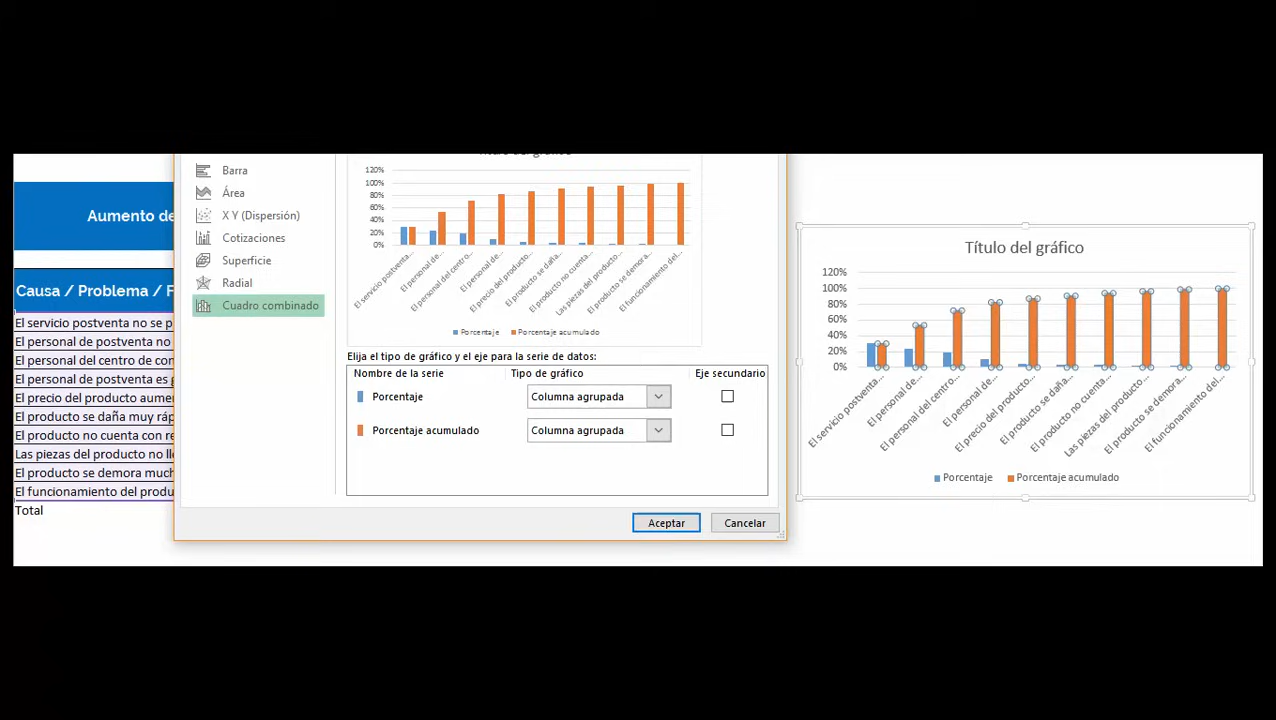 Aumento de
Causa / Problema / F
El servicio postventa no se p
El personal de postventa no
El personal del centro de con
El personal de postventa es g
El precio del producto aumen
El producto se daña muy ráp
El producto no cuenta con re
Las piezas del producto no lle
El producto se demora much
El funcionamiento del produ
Total
Barra
Área
X Y (Dispersión)
Cotizaciones
Superficie
Radial
Cuadro combinado
120%
100%
80%
60%
40%
20%
0%
El servicio postventa...
El personal de...
El personal del centro...
El personal de...
El precio del producto...
El producto se daña...
El producto no cuenta...
Las piezas del producto...
El producto se demora...
El funcionamiento del...
Porcentaje Porcentaje acumulado
Elija el tipo de gráfico y el eje para la serie de datos:
Nombre de la serie Tipo de gráfico Eje secundario
Porcentaje Columna agrupada
Porcentaje acumulado Columna agrupada
Aceptar Cancelar
Título del gráfico
120%
100%
80%
60%
40%
20%
0%
El servicio postventa...
El personal de...
El personal del centro...
El personal de...
El precio del producto...
El producto se daña...
El producto no cuenta...
Las piezas del producto...
El producto se demora...
El funcionamiento del...
Porcentaje Porcentaje acumulado